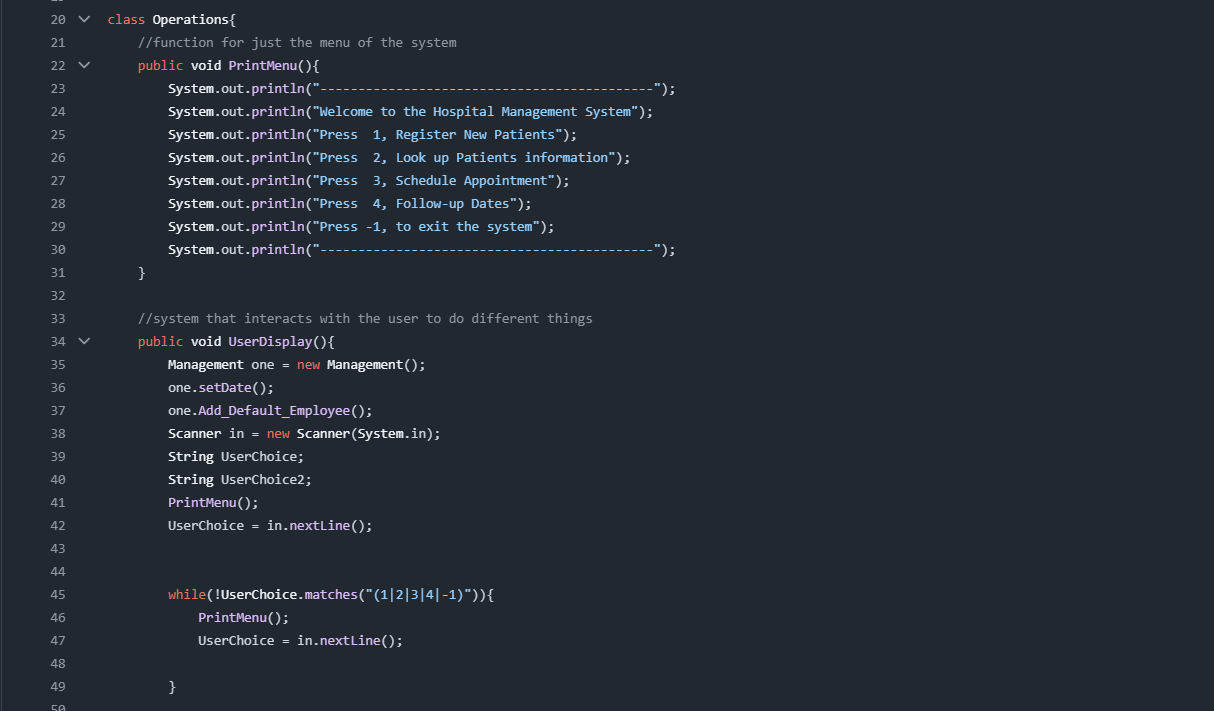 20 class Operations{
21 //function for just the menu of the system
22 public void PrintMenu(){
23 System.out.println("--------------------------------------------");
24 System.out.println("Welcome to the Hospital Management System");
25 System.out.println("Press  1, Register New Patients");
26 System.out.println("Press  2, Look up Patients information");
27 System.out.println("Press  3, Schedule Appointment");
28 System.out.println("Press  4, Follow-up Dates");
29 System.out.println("Press -1, to exit the system");
30 System.out.println("--------------------------------------------");
31 }
32
33 //system that interacts with the user to do different things
34 public void UserDisplay(){
35 Management one = new Management();
36 one.setDate();
37 one.Add_Default_Employee();
38 Scanner in = new Scanner(System.in);
39 String UserChoice;
40 String UserChoice2;
41 PrintMenu();
42 UserChoice = in.nextLine();
43
44
45 while(!UserChoice.matches("(1|2|3|4|-1)")){
46 PrintMenu();
47 UserChoice = in.nextLine();
48
49 }